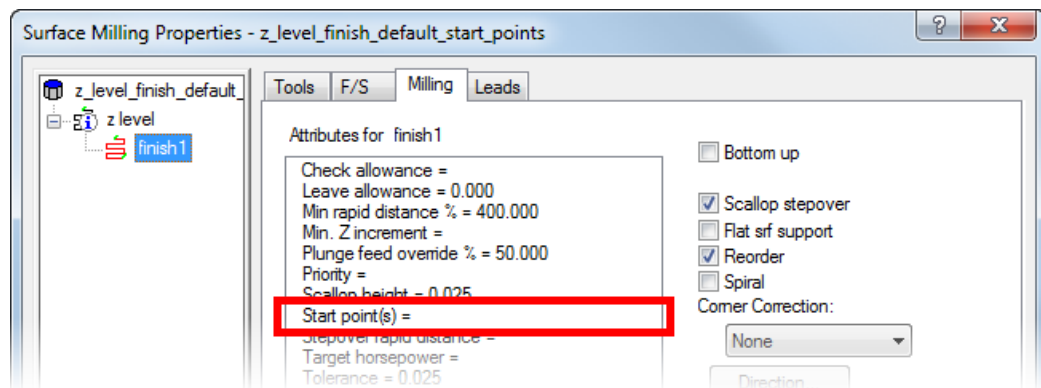 Surface Milling Properties - z_level_finish_default_start_points
z_level_finish_default_
z level
finish1
Tools
F/S
Milling
Leads
Attributes for finish1
Check allowance =
Leave allowance = 0.000
Min rapid distance % = 400.000
Min. Z increment =
Plunge feed override % = 50.000
Priority =
Scallop height = 0.025
Start point(s) =
Stepover rapid distance =
Target horsepower =
Tolerance = 0.025
Bottom up
Scallop stepover
Flat srf support
Reorder
Spiral
Corner Correction:
None
Direction